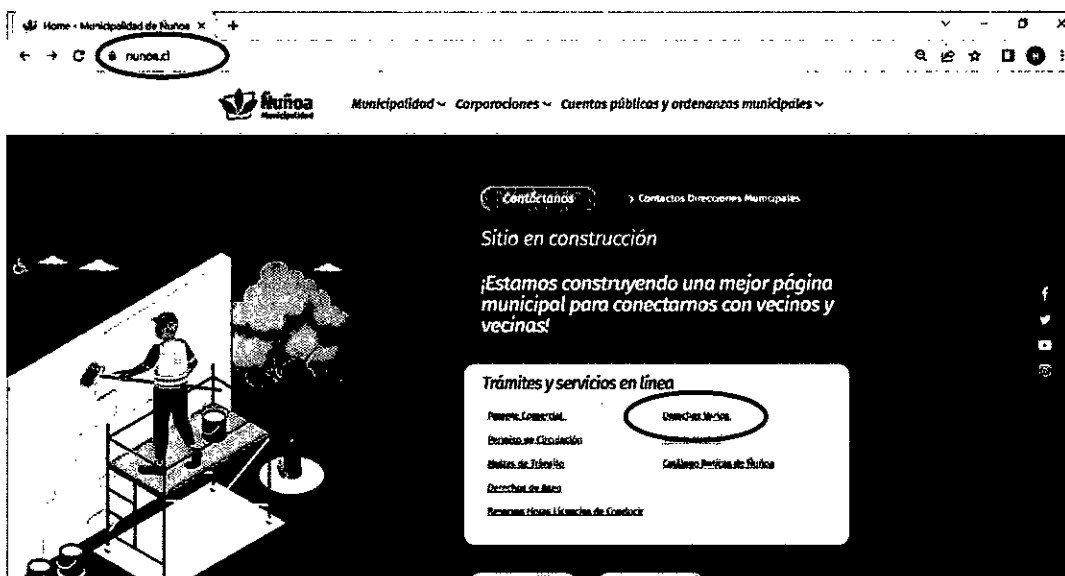 Home - Municipalidad de Ñuñoa
nunoa.cl
Ñuñoa
Municipalidad
Municipalidad Corporaciones Cuentas públicas y ordenanzas municipales
Contáctanos > Contactos Direcciones Municipales
Sitio en construcción
¡Estamos construyendo una mejor página
municipal para conectarnos con vecinos y
vecinas!
Trámites y servicios en línea
Patente Comercial Derechos Varios
Permiso de Circulación
Multas de Tránsito Catálogo Perros de Ñuñoa
Derechos de Aseo
Reservas Horas Licencias de Conducir